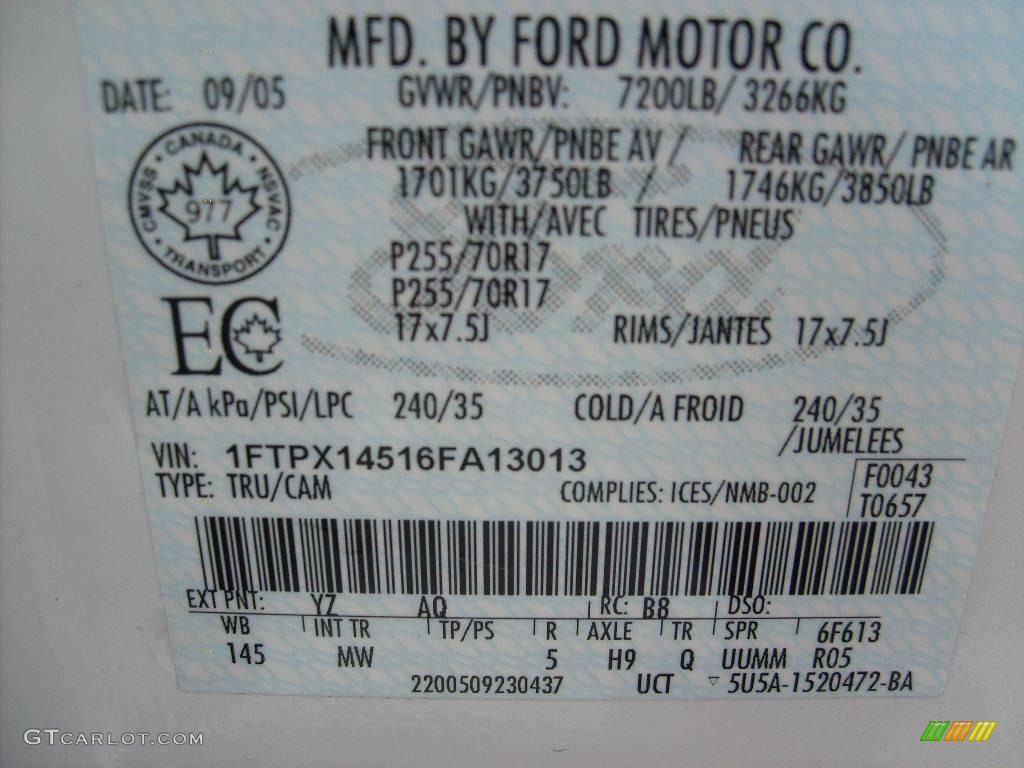 MFD. BY FORD MOTOR CO.
DATE: 09/05 GVWR/PNBV: 7200LB/ 3266KG
FRONT GAWR/PNBE AV / REAR GAWR/ PNBE AR
1701KG/3750LB / 1746KG/3850LB
WITH/AVEC TIRES/PNEUS
P255/70R17
P255/70R17
17x7.5J RIMS/JANTES 17x7.5J
CANADA
CMVSS 977 NSVAC
TRANSPORT
EC
AT/A kPa/PSI/LPC 240/35 COLD/A FROID 240/35
/JUMELEES
VIN: 1FTPX14516FA13013
F0043
TYPE: TRU/CAM COMPLIES: ICES/NMB-002 T0657
EXT PNT: YZ AQ RC: B8 DSO:
WB INT TR TP/PS R AXLE TR SPR 6F613
145 MW 5 H9 Q UUMM R05
2200509230437 UCT ▽ 5U5A-1520472-BA
GTCARLOT.COM